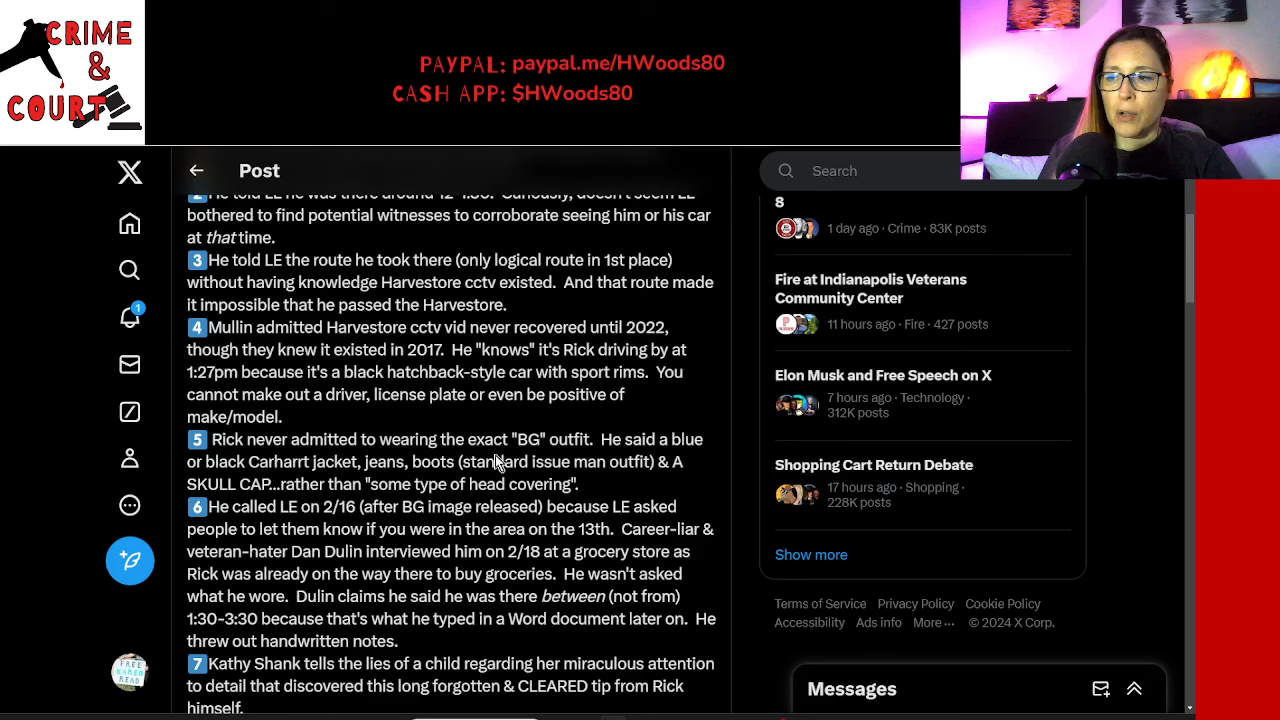 CRIME
&
COURT
PAYPAL: paypal.me/HWoods80
CASH APP: $HWoods80
Post
bothered to find potential witnesses to corroborate seeing him or his car
at that time.
3 He told LE the route he took there (only logical route in 1st place)
without having knowledge Harvestore cctv existed. And that route made
it impossible that he passed the Harvestore.
4 Mullin admitted Harvestore cctv vid never recovered until 2022,
though they knew it existed in 2017. He "knows" it's Rick driving by at
1:27pm because it's a black hatchback-style car with sport rims. You
cannot make out a driver, license plate or even be positive of
make/model.
5 Rick never admitted to wearing the exact "BG" outfit. He said a blue
or black Carharrt jacket, jeans, boots (standard issue man outfit) & A
SKULL CAP...rather than "some type of head covering".
6 He called LE on 2/16 (after BG image released) because LE asked
people to let them know if you were in the area on the 13th. Career-liar &
veteran-hater Dan Dulin interviewed him on 2/18 at a grocery store as
Rick was already on the way there to buy groceries. He wasn't asked
what he wore. Dulin claims he said he was there between (not from)
1:30-3:30 because that's what he typed in a Word document later on. He
threw out handwritten notes.
7 Kathy Shank tells the lies of a child regarding her miraculous attention
to detail that discovered this long forgotten & CLEARED tip from Rick
himself.
Search
8
1 day ago · Crime · 83K posts
Fire at Indianapolis Veterans
Community Center
11 hours ago · Fire · 427 posts
Elon Musk and Free Speech on X
7 hours ago · Technology ·
312K posts
Shopping Cart Return Debate
17 hours ago · Shopping ·
228K posts
Show more
Terms of Service Privacy Policy Cookie Policy
Accessibility Ads info More ··· © 2024 X Corp.
Messages
1
FREE
KAREN
READ